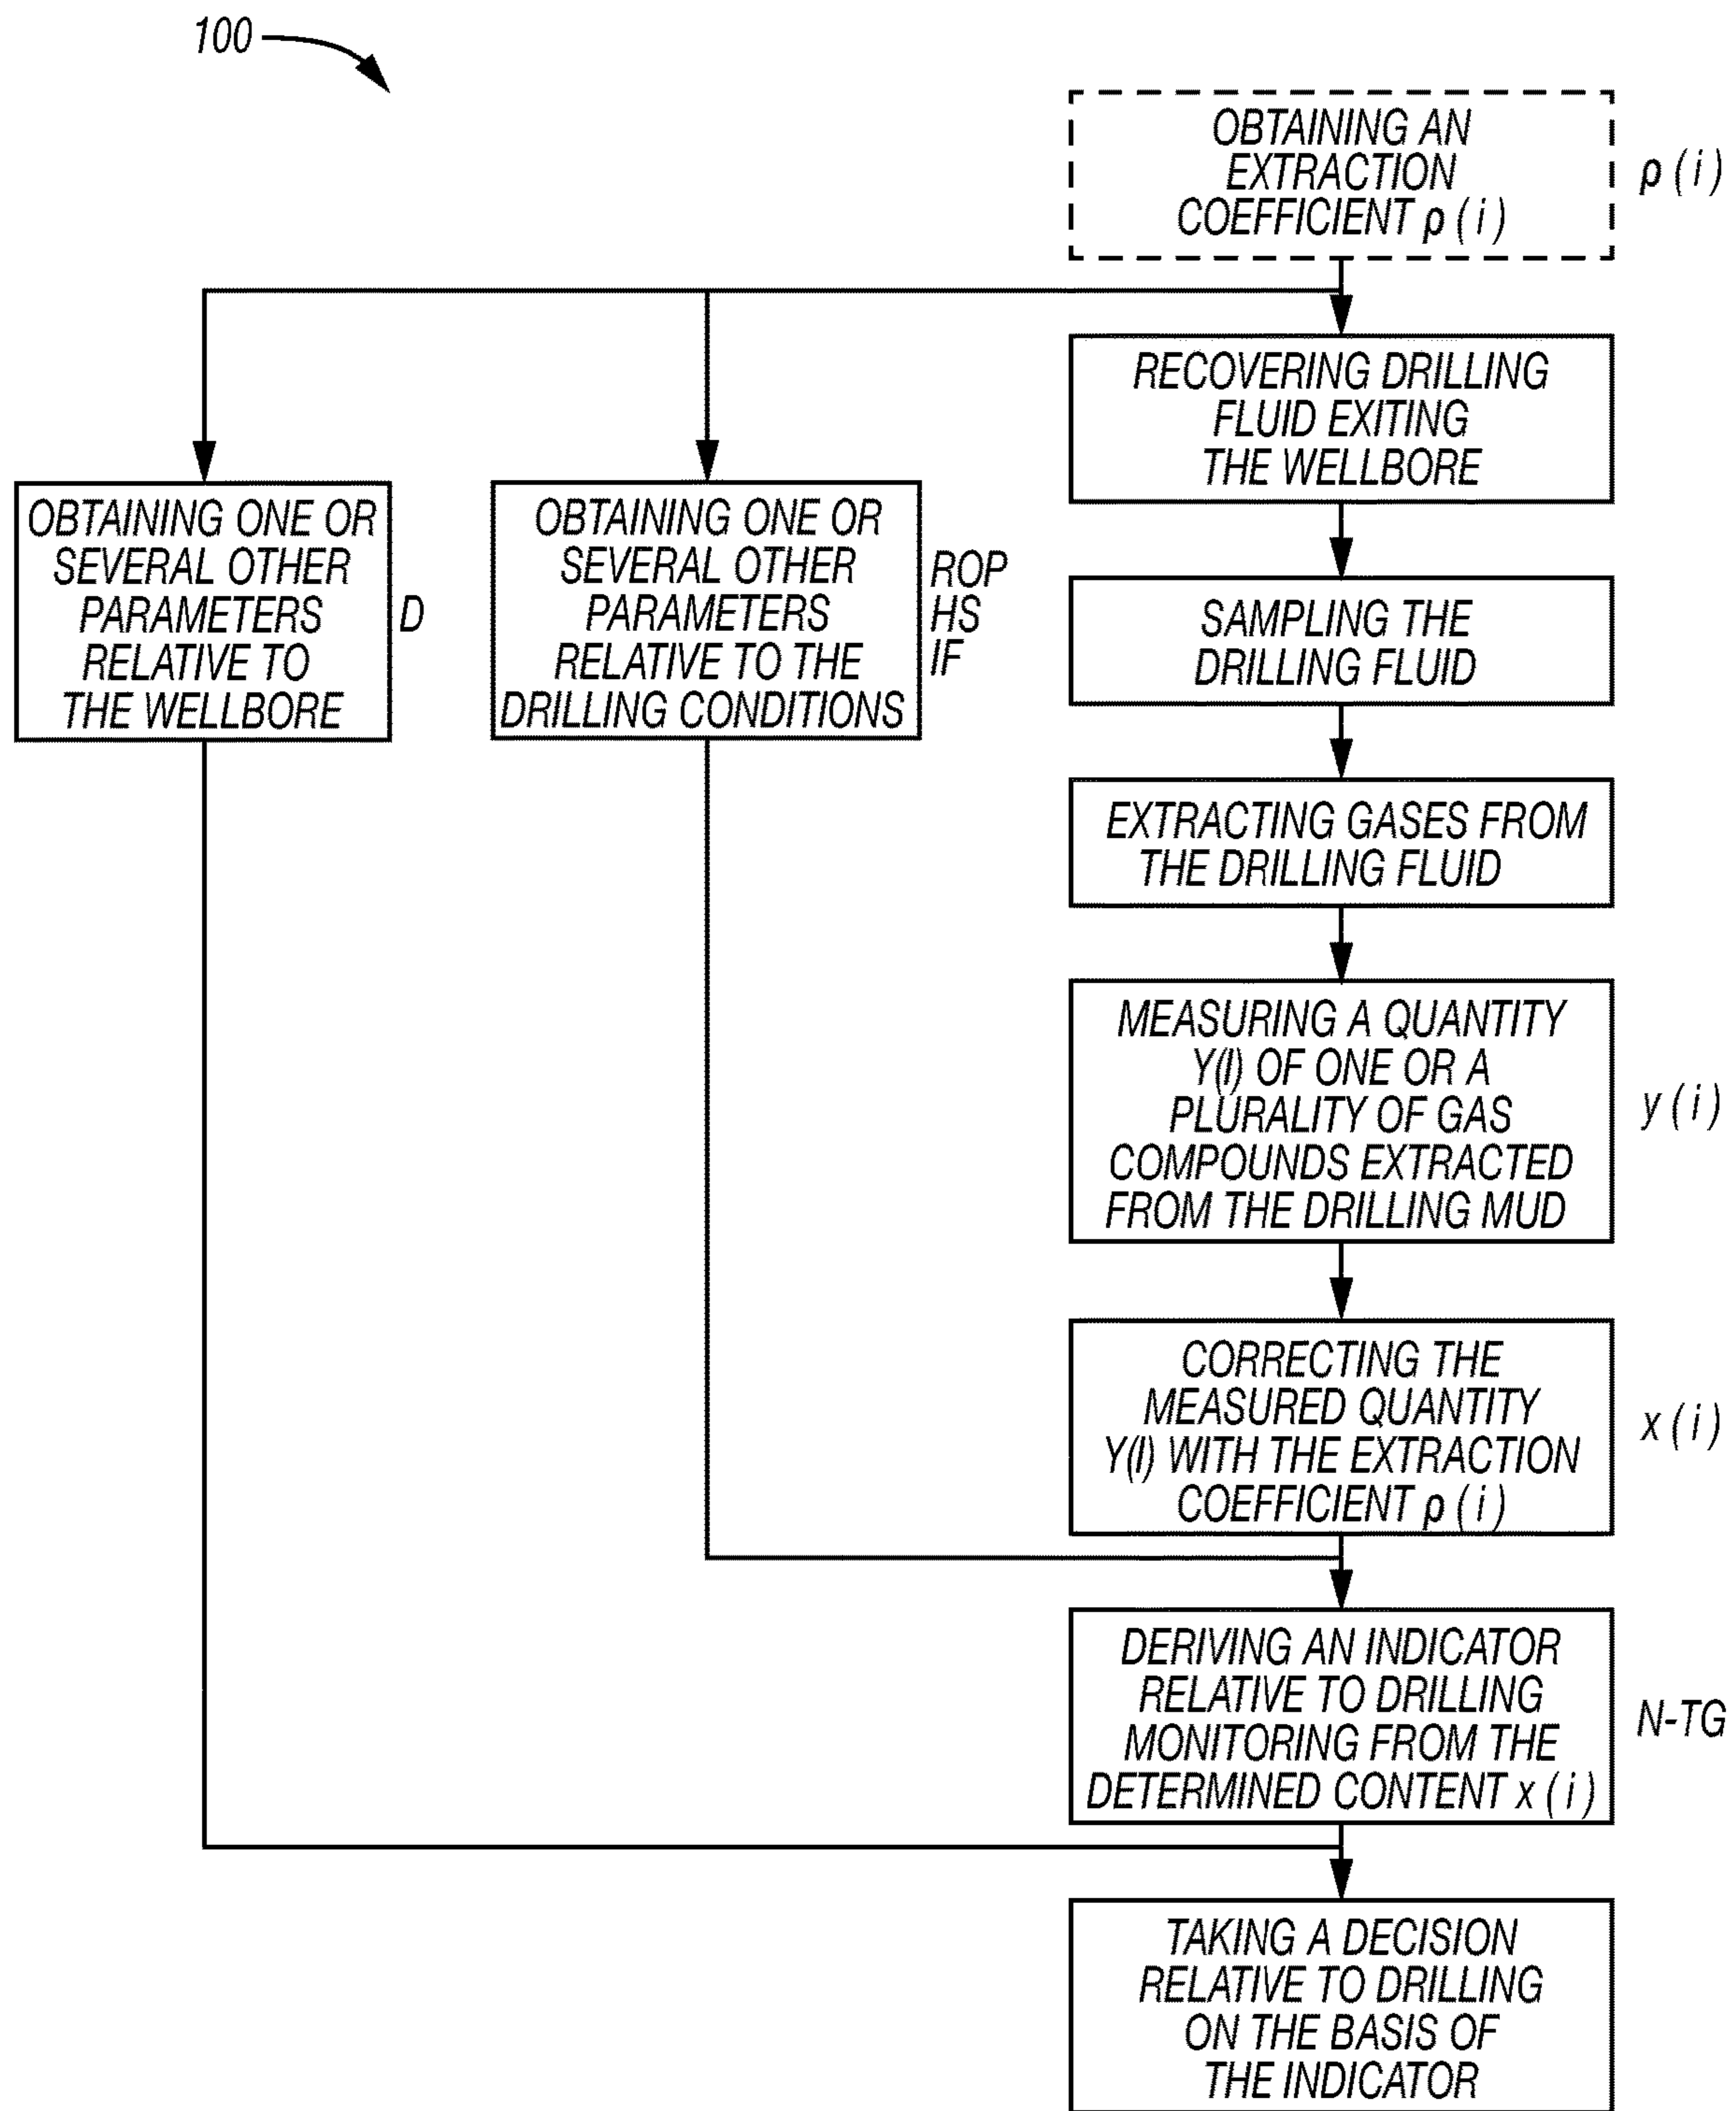 100
OBTAINING AN
EXTRACTION
COEFFICIENT ρ (i)
ρ (i)
RECOVERING DRILLING
FLUID EXITING
THE WELLBORE
OBTAINING ONE OR
SEVERAL OTHER
PARAMETERS
RELATIVE TO
THE WELLBORE
D
OBTAINING ONE OR
SEVERAL OTHER
PARAMETERS
RELATIVE TO THE
DRILLING CONDITIONS
ROP
HS
IF
SAMPLING THE
DRILLING FLUID
EXTRACTING GASES FROM
THE DRILLING FLUID
MEASURING A QUANTITY
Y(I) OF ONE OR A
PLURALITY OF GAS
COMPOUNDS EXTRACTED
FROM THE DRILLING MUD
y (i)
CORRECTING THE
MEASURED QUANTITY
Y(I) WITH THE EXTRACTION
COEFFICIENT ρ (i)
x (i)
DERIVING AN INDICATOR
RELATIVE TO DRILLING
MONITORING FROM THE
DETERMINED CONTENT x (i)
N-TG
TAKING A DECISION
RELATIVE TO DRILLING
ON THE BASIS OF
THE INDICATOR